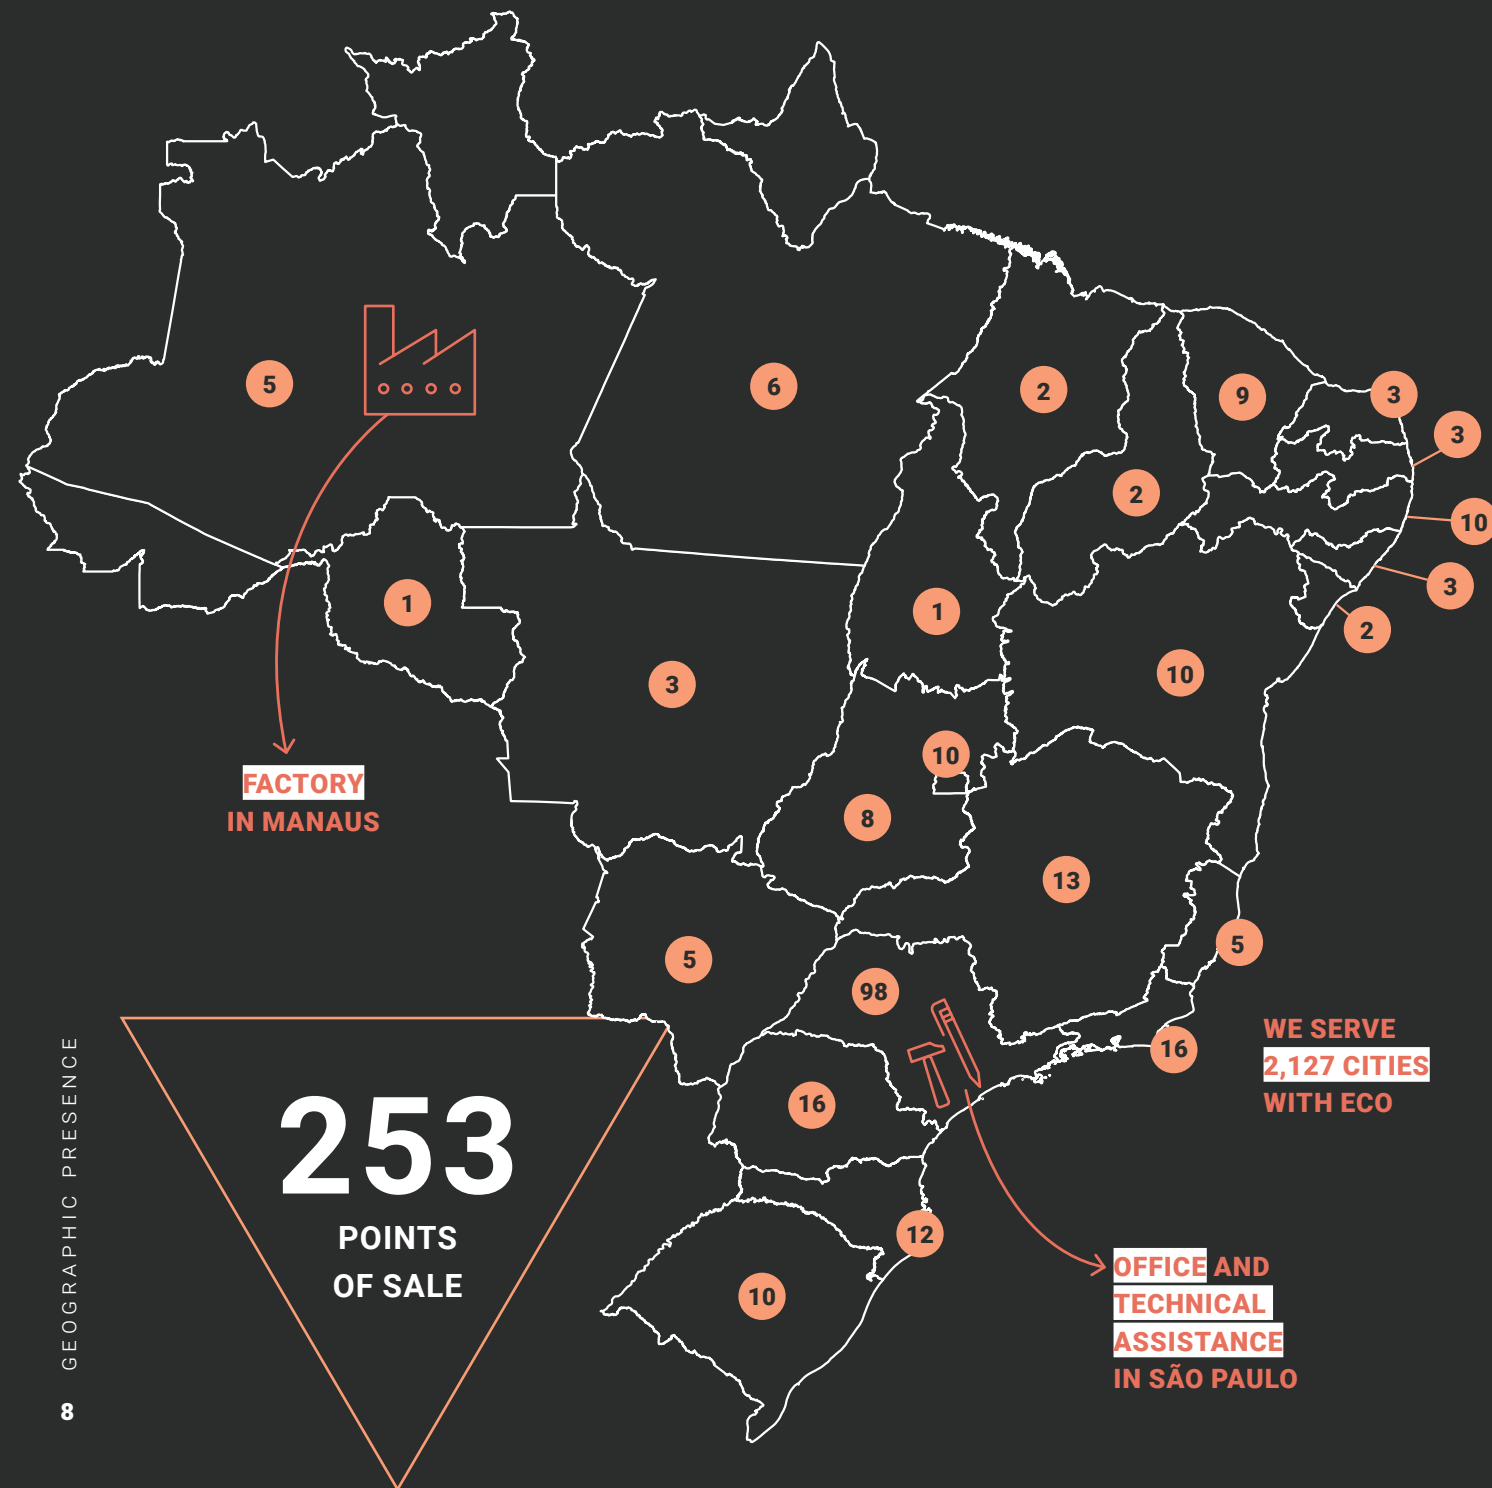 3
5
6
2
9
3
2
10
1
1
3
2
3
10
10
8
13
5
5
98
16
16
12
10
FACTORY
IN MANAUS
WE SERVE
2,127 CITIES
WITH ECO
253
POINTS
OF SALE
OFFICE AND
TECHNICAL
ASSISTANCE
IN SÃO PAULO
GEOGRAPHIC PRESENCE
8